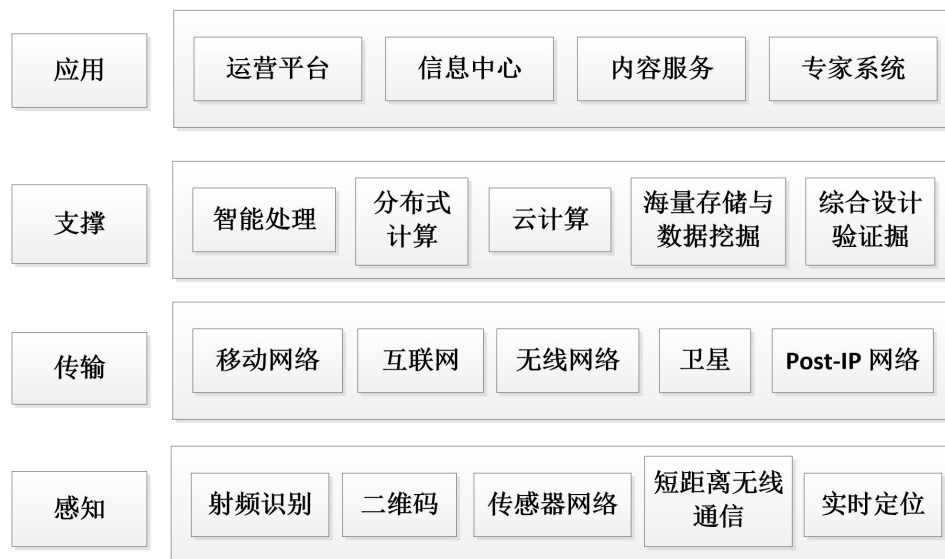 应用
运营平台
信息中心
内容服务
专家系统
支撑
智能处理
分布式
计算
云计算
海量存储与
数据挖掘
综合设计
验证掘
传输
移动网络
互联网
无线网络
卫星
Post-IP 网络
感知
射频识别
二维码
传感器网络
短距离无线
通信
实时定位